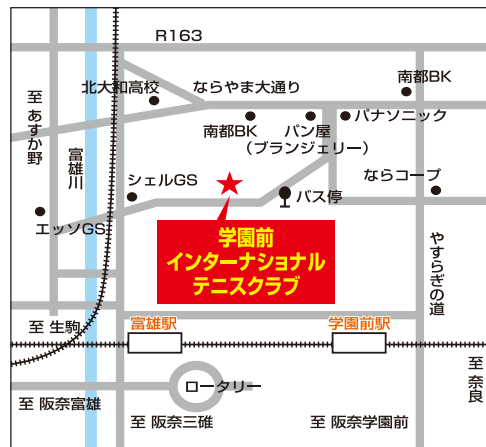 R163
北大和高校
ならやま大通り
南都BK
至 あすか野
富雄川
南都BK
パン屋
(ブランジェリー)
パナソニック
シェルGS
バス停
ならコープ
エッソGS
学園前
インターナショナル
テニスクラブ
やすらぎの道
至 生駒
富雄駅
学園前駅
至 奈良
ロータリー
至 阪奈富雄
至 阪奈三碓
至 阪奈学園前